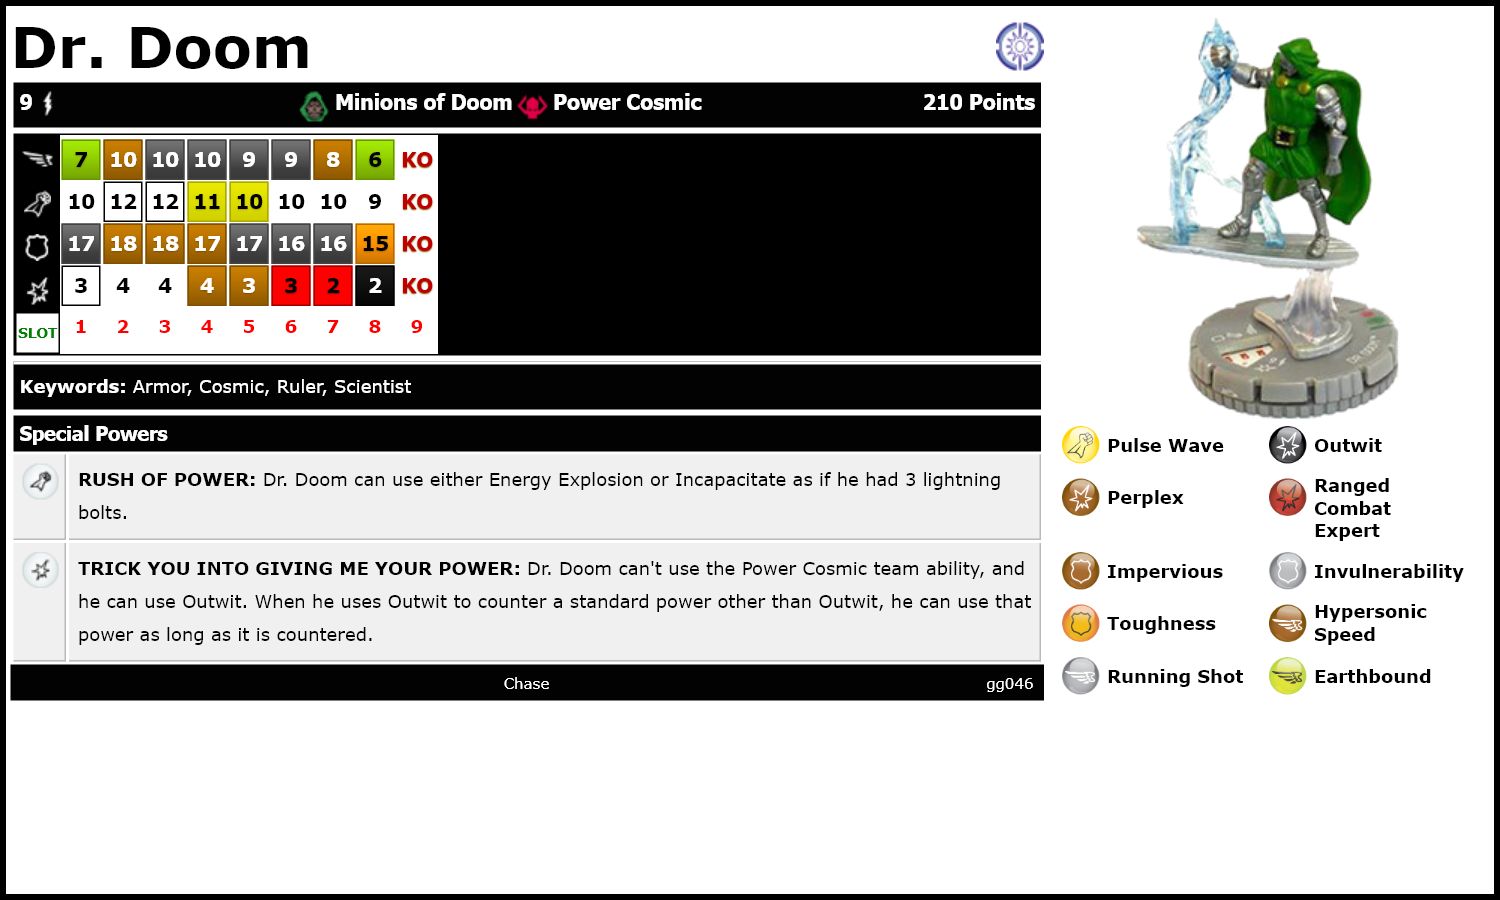 Dr. Doom
9 Minions of Doom Power Cosmic 210 Points
7 10 10 10 9 9 8 6 KO
10 12 12 11 10 10 10 9 KO
17 18 18 17 17 16 16 15 KO
3 4 4 4 3 3 2 2 KO
SLOT 1 2 3 4 5 6 7 8 9
Keywords: Armor, Cosmic, Ruler, Scientist
Special Powers
RUSH OF POWER: Dr. Doom can use either Energy Explosion or Incapacitate as if he had 3 lightning
bolts.
TRICK YOU INTO GIVING ME YOUR POWER: Dr. Doom can't use the Power Cosmic team ability, and
he can use Outwit. When he uses Outwit to counter a standard power other than Outwit, he can use that
power as long as it is countered.
Chase gg046
DR. DOOM
Pulse Wave
Outwit
Perplex
Ranged
Combat
Expert
Impervious
Invulnerability
Toughness
Hypersonic
Speed
Running Shot
Earthbound